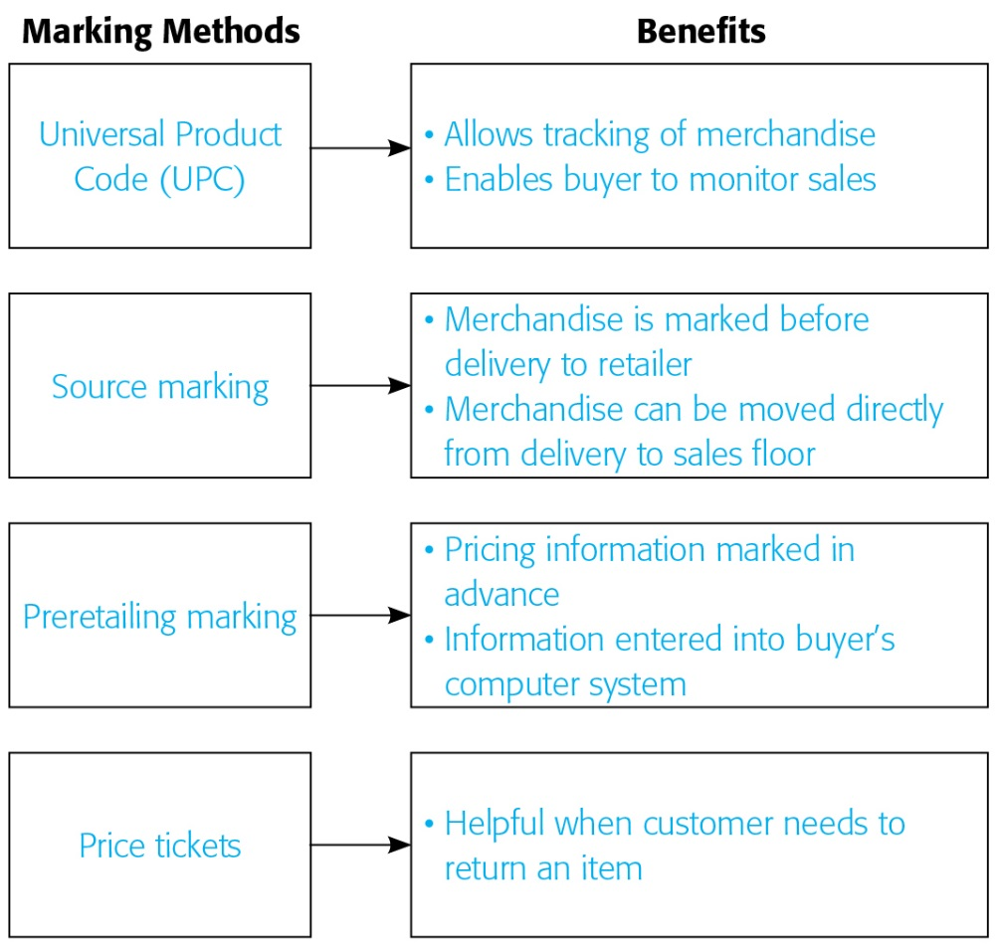 Marking Methods
Benefits
Universal Product
Code (UPC)
• Allows tracking of merchandise
• Enables buyer to monitor sales
Source marking
• Merchandise is marked before
delivery to retailer
• Merchandise can be moved directly
from delivery to sales floor
Preretailing marking
• Pricing information marked in
advance
• Information entered into buyer’s
computer system
Price tickets
• Helpful when customer needs to
return an item